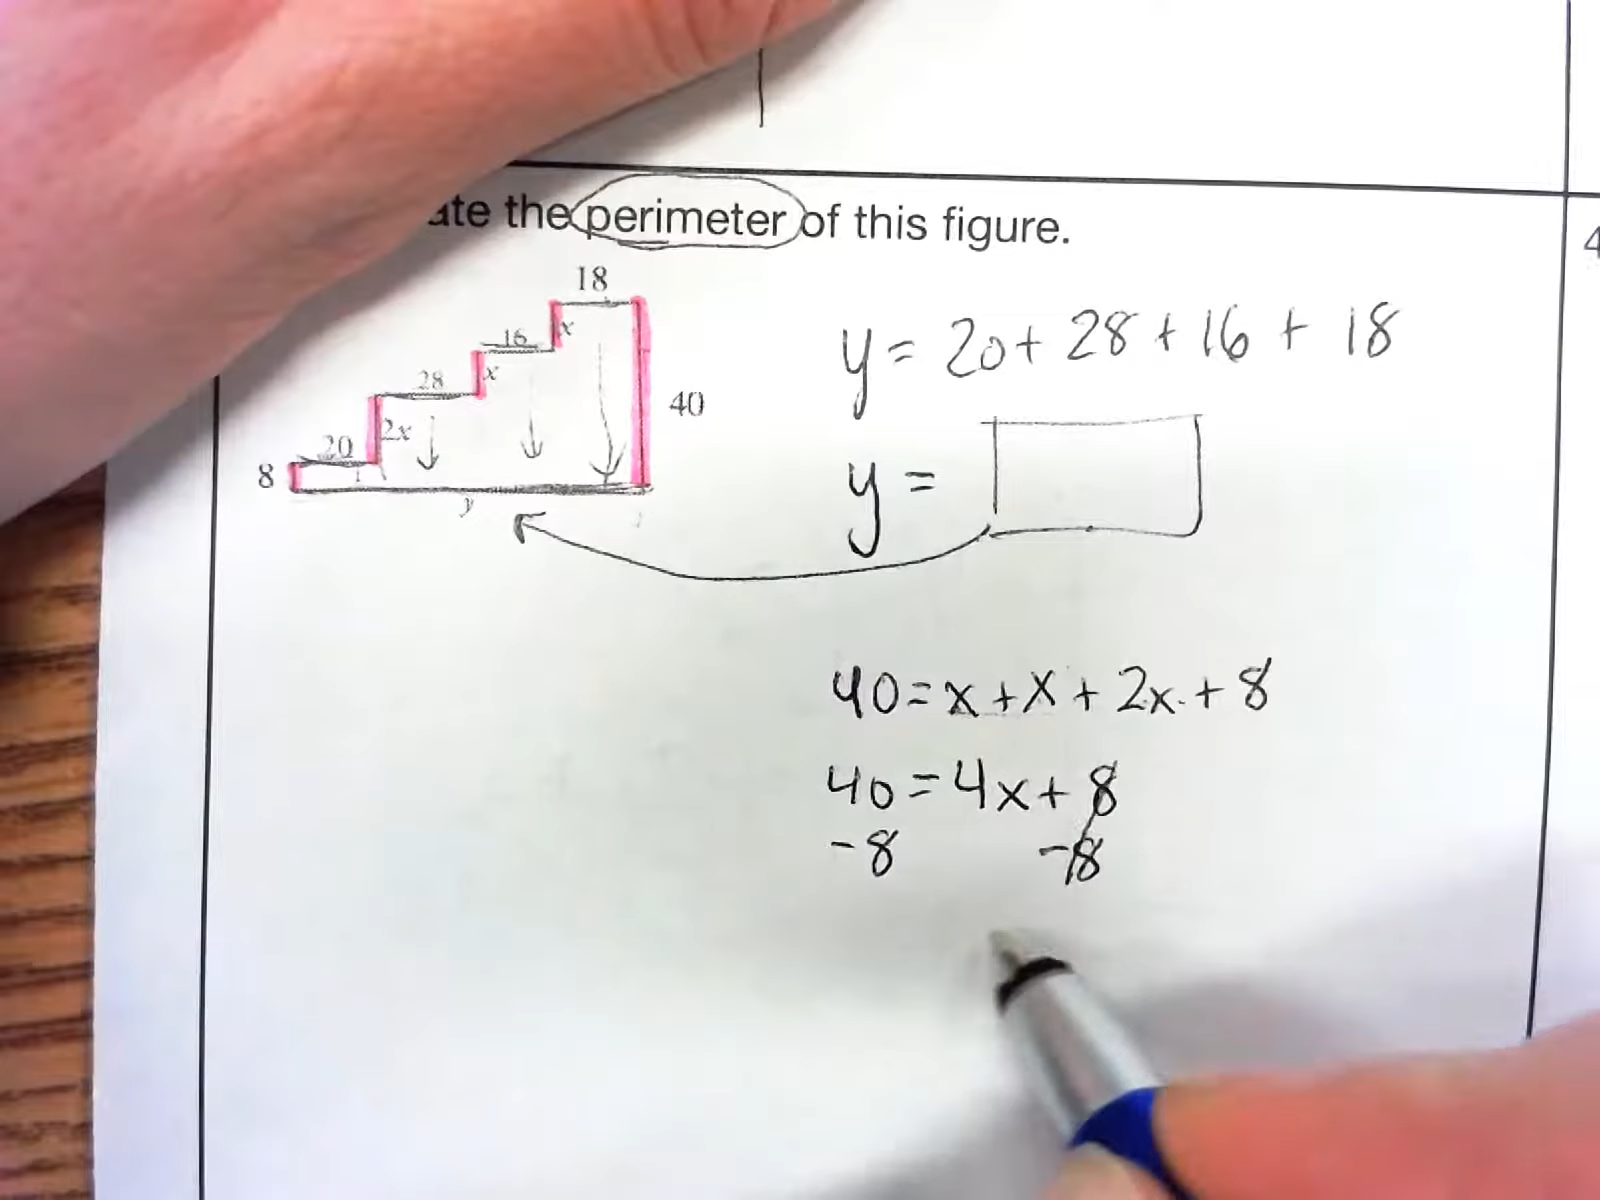 ate the perimeter of this figure.
18
16
x
28
x
40
20
2x
8
y
y = 20 + 28 + 16 + 18
y =
40 = x + x + 2x + 8
40 = 4x + 8
-8 -8